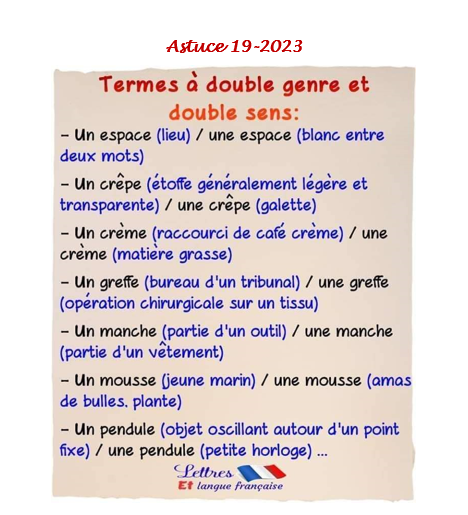 Astuce 19-2023
Termes à double genre et
double sens:
- Un espace (lieu) / une espace (blanc entre
deux mots)
- Un crêpe (étoffe généralement légère et
transparente) / une crêpe (galette)
- Un crème (raccourci de café crème) / une
crème (matière grasse)
- Un greffe (bureau d'un tribunal) / une greffe
(opération chirurgicale sur un tissu)
- Un manche (partie d'un outil) / une manche
(partie d'un vêtement)
- Un mousse (jeune marin) / une mousse (amas
de bulles, plante)
- Un pendule (objet oscillant autour d'un point
fixe) / une pendule (petite horloge) ...
Lettres
Et langue française